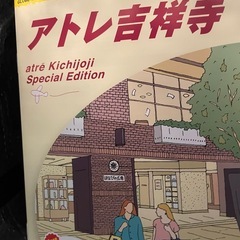 アトレ吉祥寺
atré Kichijoji
Special Edition